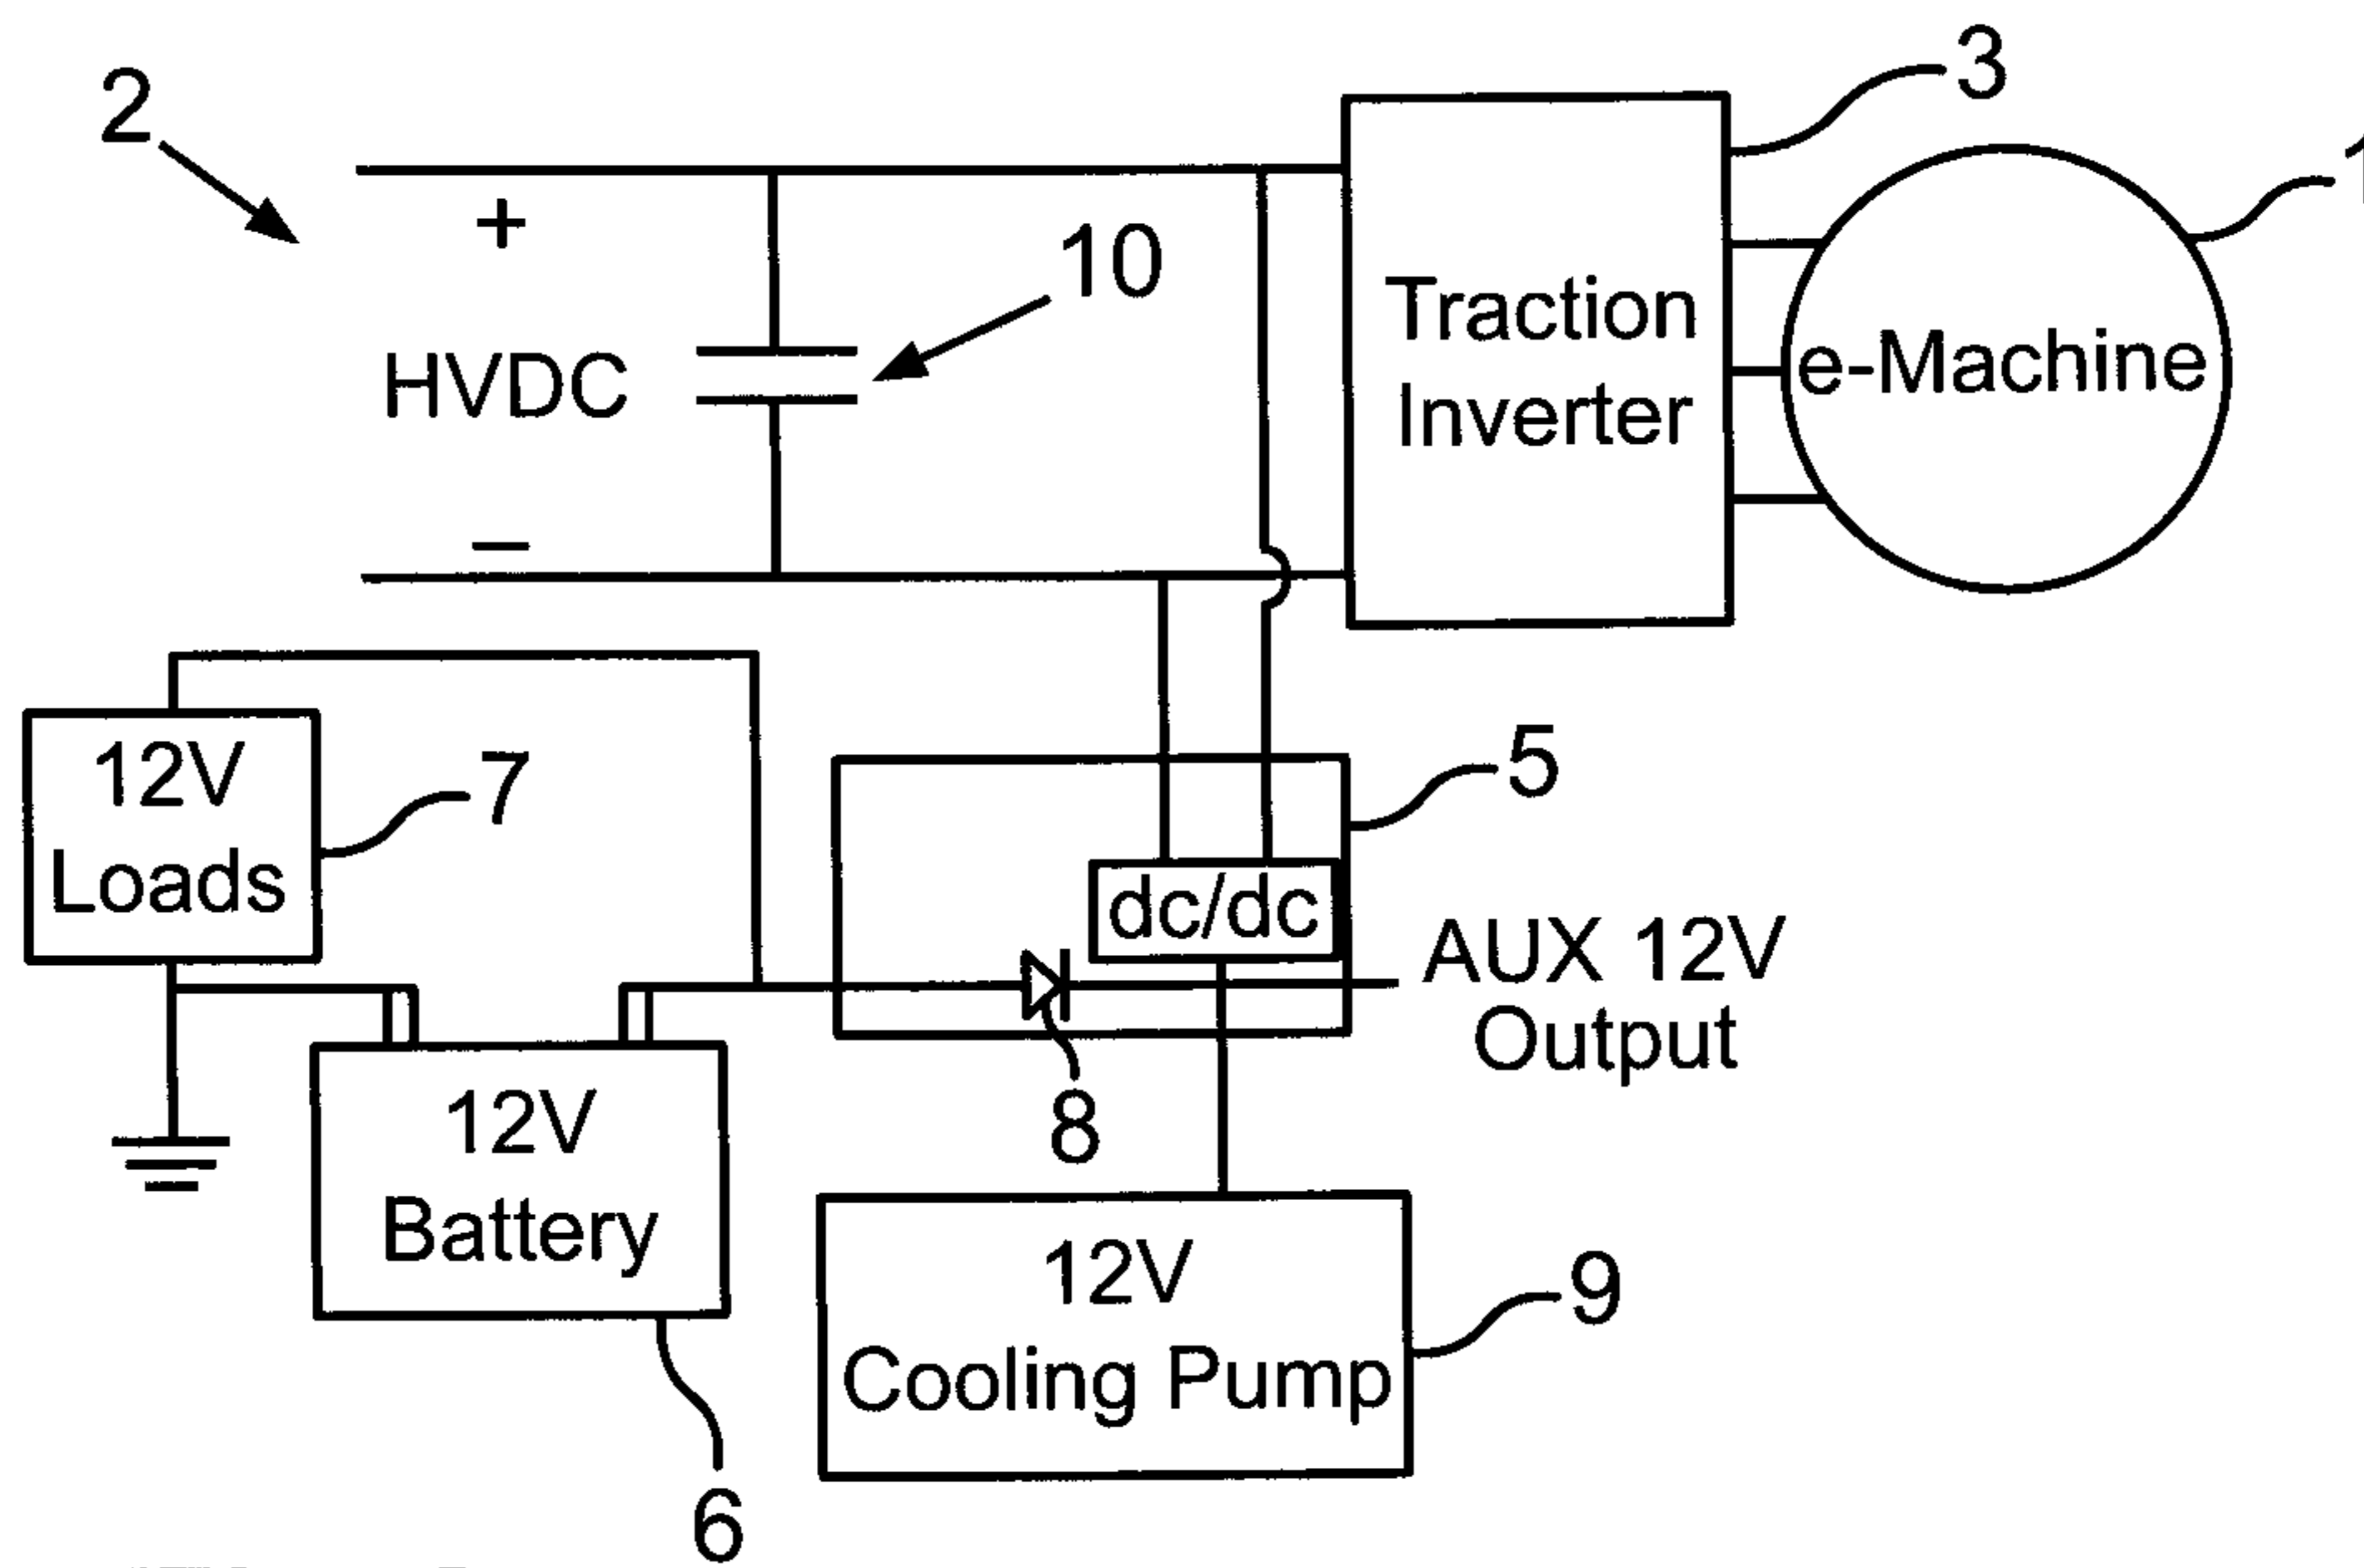 2
3
1
+
10
HVDC
Traction
Inverter
e-Machine
−
12V
Loads
7
5
dc/dc
AUX 12V
Output
8
12V
Battery
12V
Cooling Pump
9
6